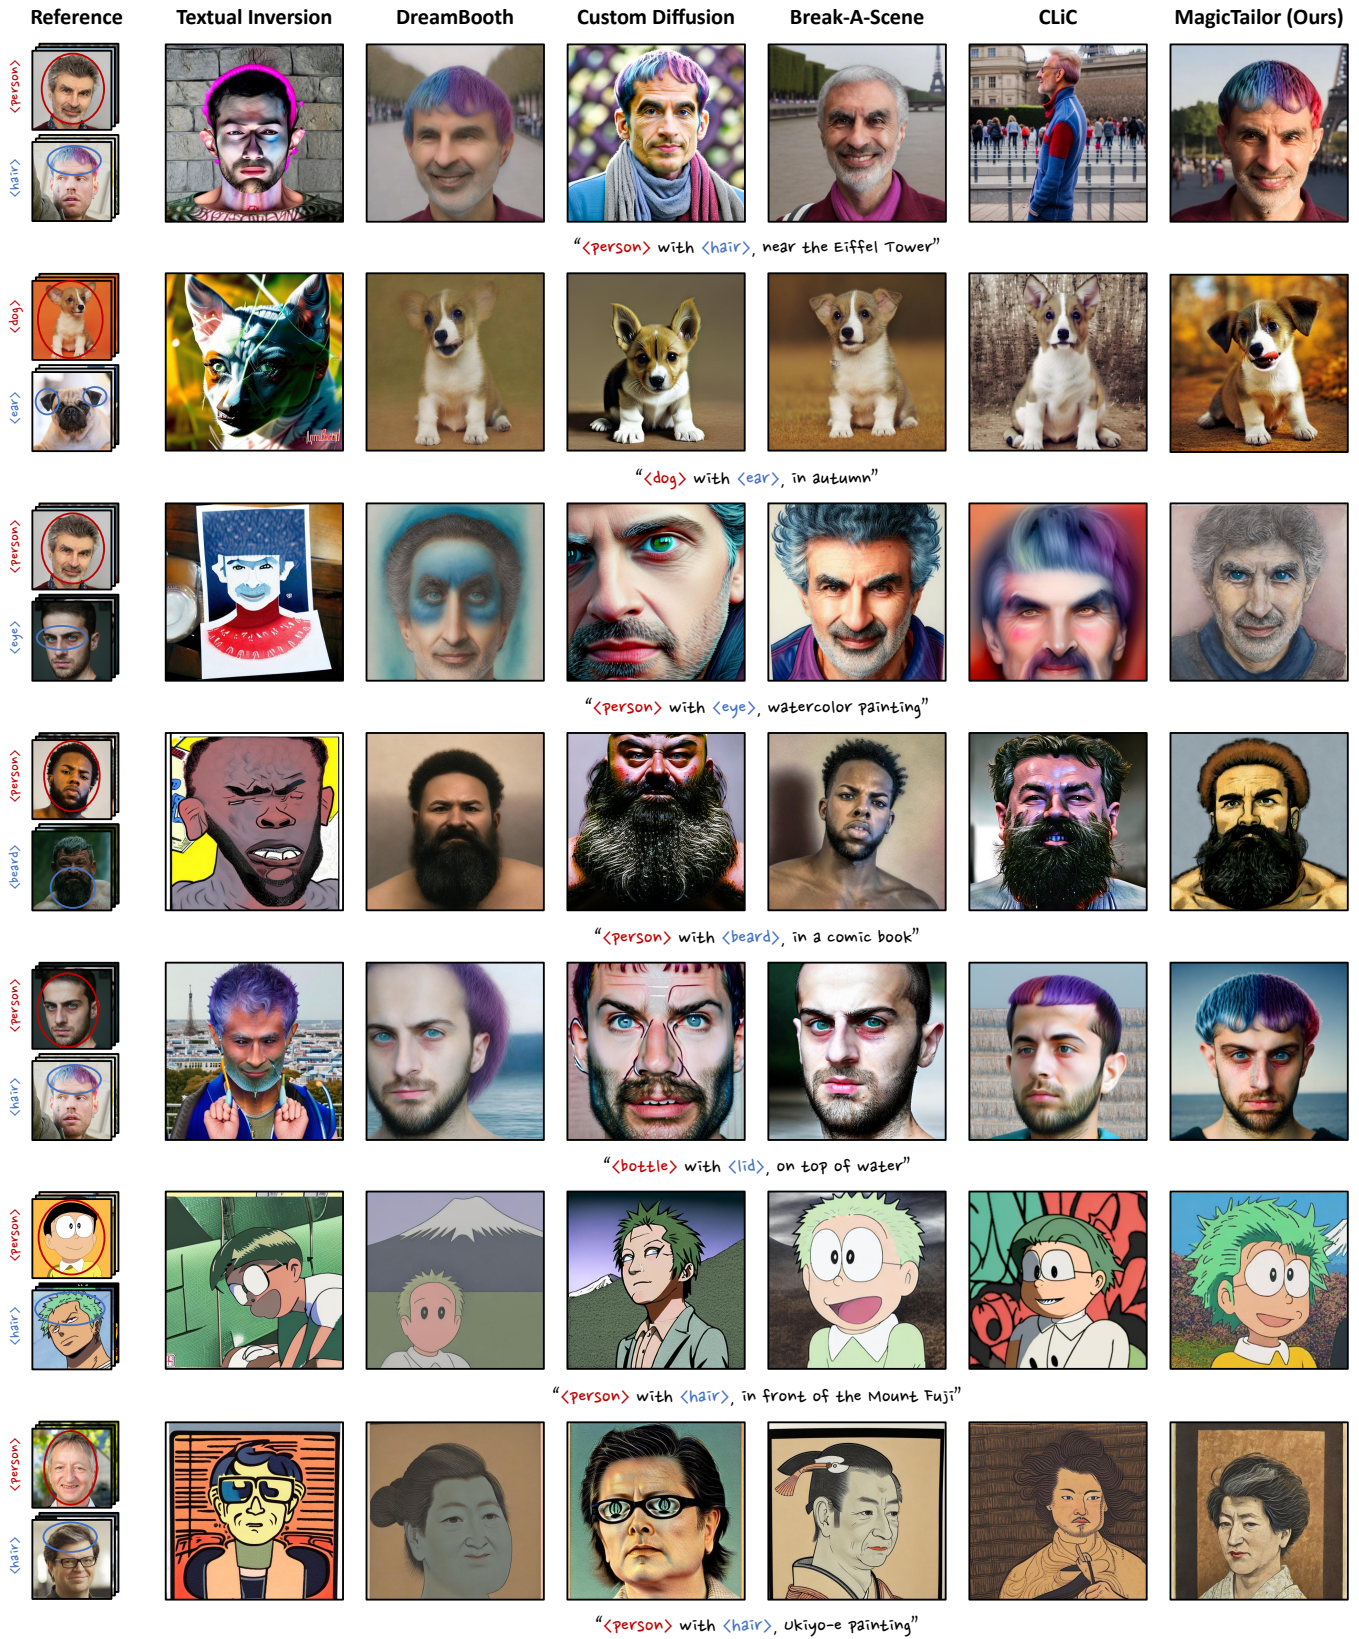 Reference Textual Inversion DreamBooth Custom Diffusion Break-A-Scene CLiC MagicTailor (Ours)
<person>
<hair>
“<person> with <hair>, near the Eiffel Tower”
<dog>
<ear>
“<dog> with <ear>, in autumn”
<person>
<eye>
“<person> with <eye>, watercolor painting”
<person>
<beard>
“<person> with <beard>, in a comic book”
<person>
<hair>
“<bottle> with <lid>, on top of water”
<person>
<hair>
“<person> with <hair>, in front of the Mount Fuji”
<person>
<hair>
“<person> with <hair>, ukiyo-e painting”